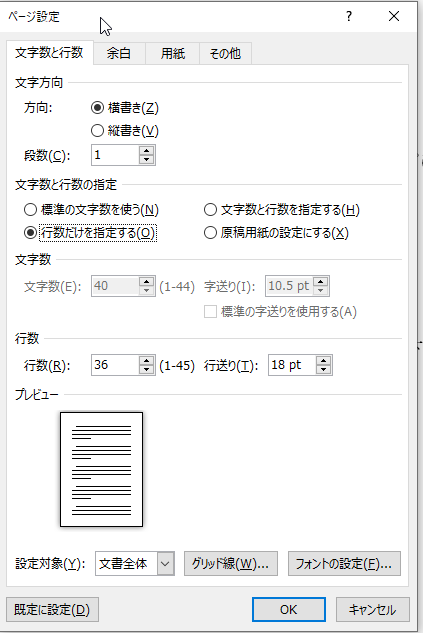 ページ設定 ?
文字数と行数 余白 用紙 その他
文字方向
方向: 横書き(Z)
縦書き(V)
段数(C): 1
文字数と行数の指定
標準の文字数を使う(N) 文字数と行数を指定する(H)
行数だけを指定する(O) 原稿用紙の設定にする(X)
文字数
文字数(E): 40 (1-44) 字送り(I): 10.5 pt
標準の字送りを使用する(A)
行数
行数(R): 36 (1-45) 行送り(T): 18 pt
プレビュー
設定対象(Y): 文書全体 グリッド線(W)... フォントの設定(F)...
既定に設定(D) OK キャンセル